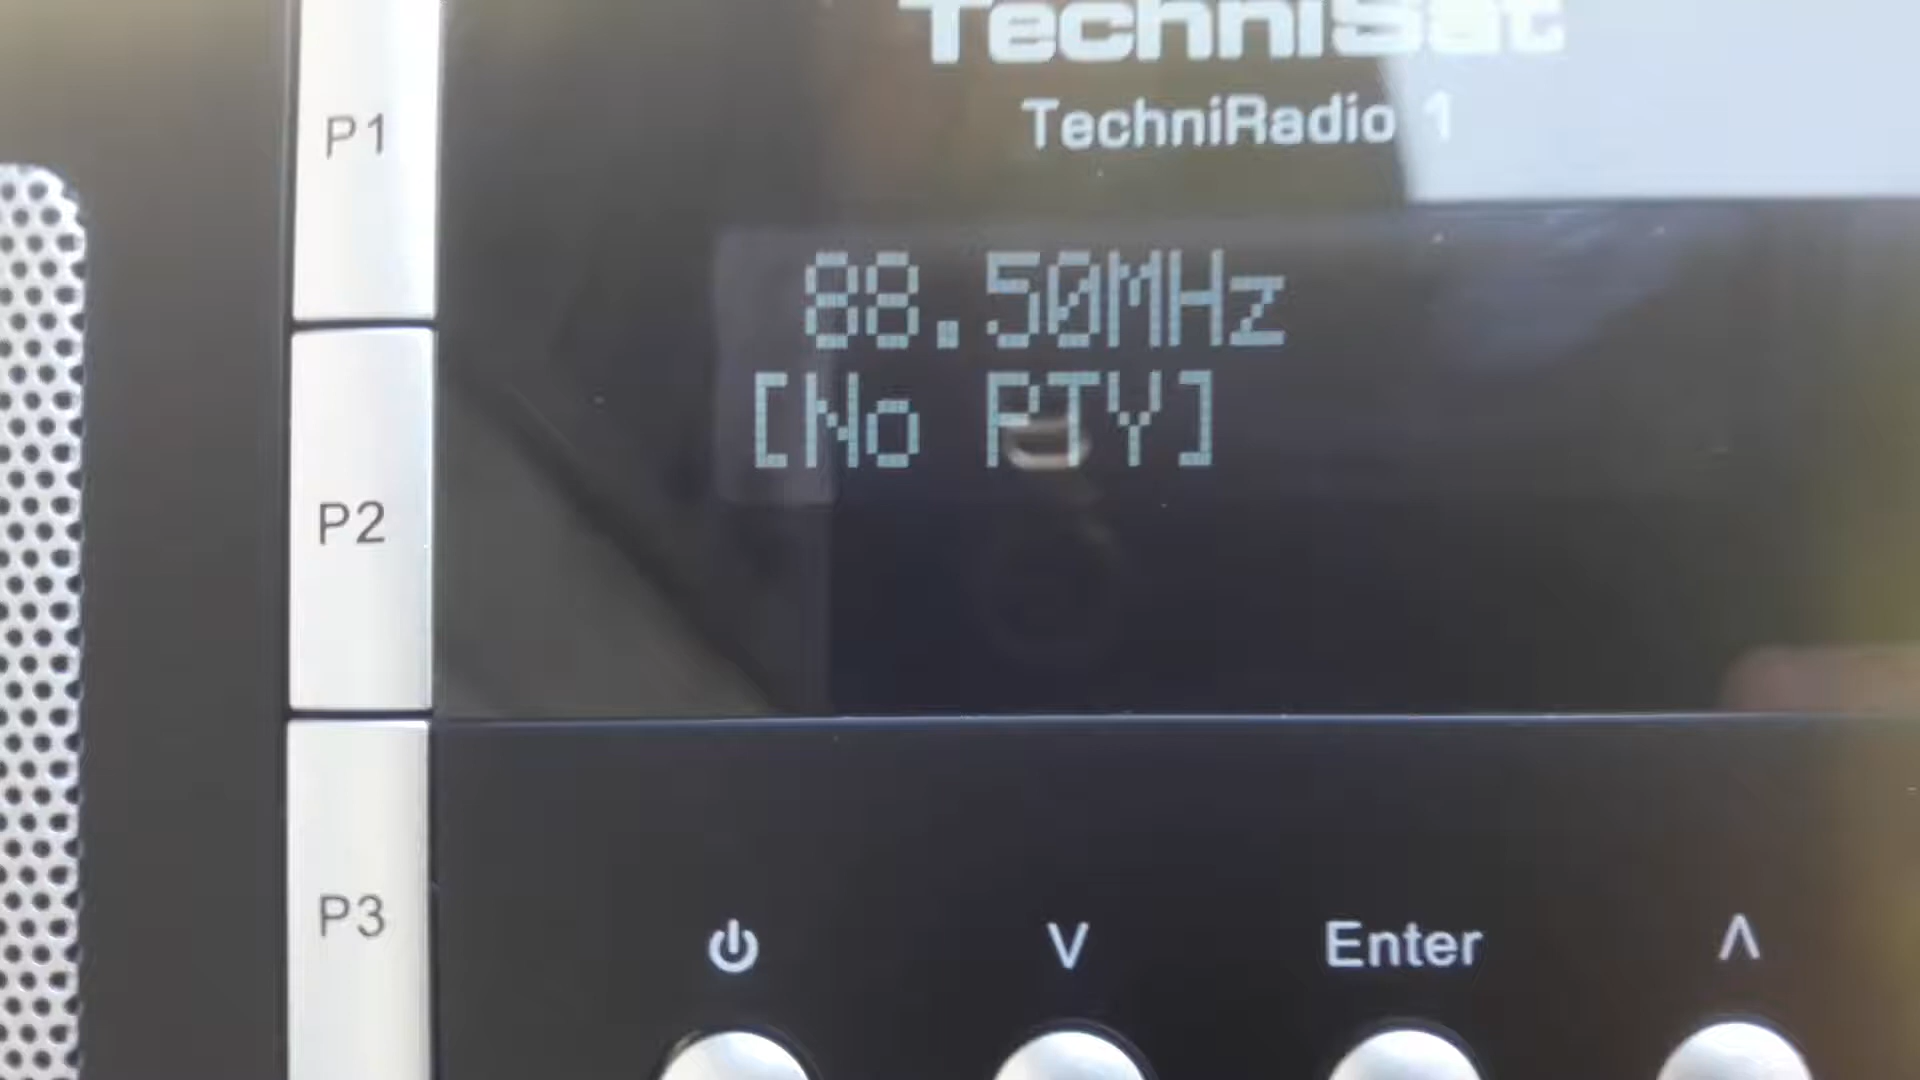 TechniSat
TechniRadio 1
P1
88.50MHz
[No PTY]
P2
P3
V
Enter
Λ